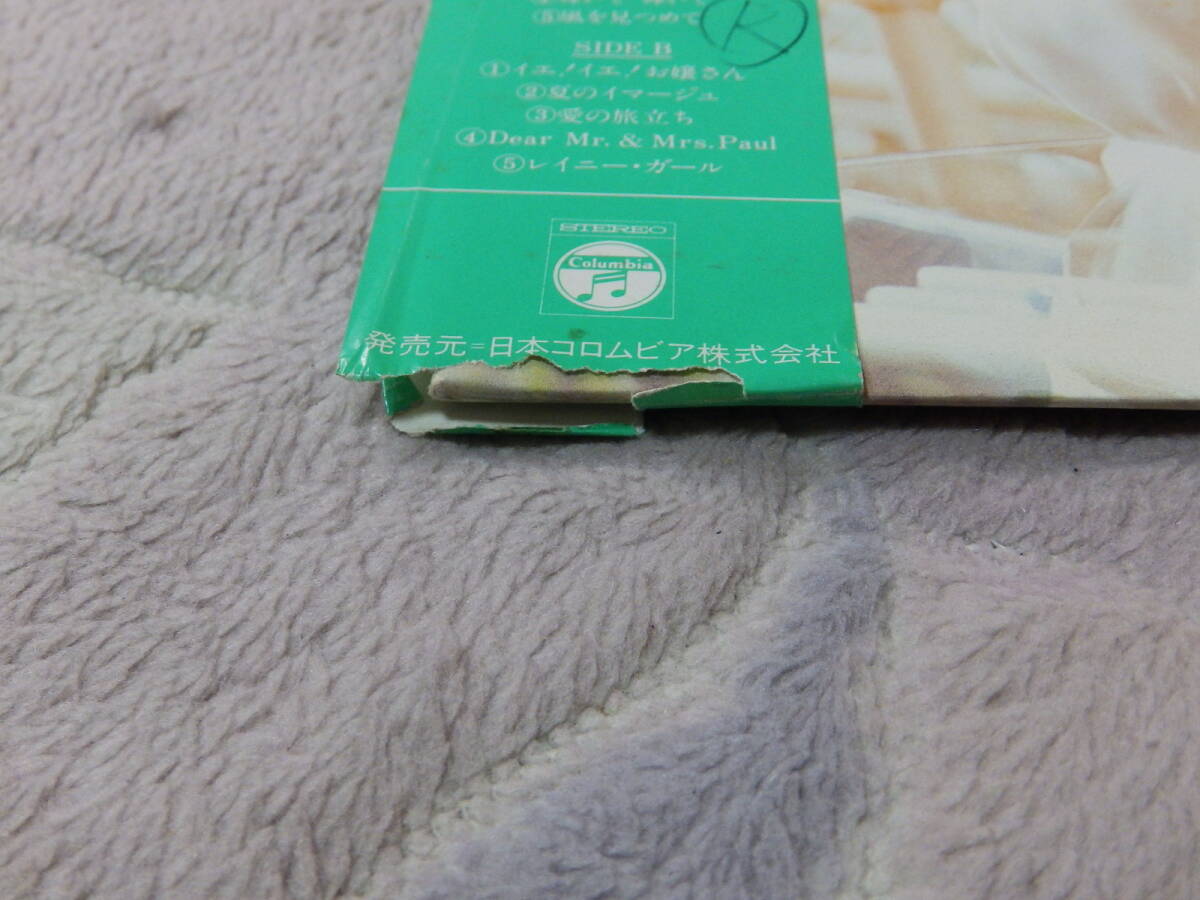 ⑤風を見つめて
R
SIDE B
①イエ!イエ!お嬢さん
②夏のイマージュ
③愛の旅立ち
④Dear Mr. & Mrs. Paul
⑤レイニー・ガール
STEREO
Columbia
発売元=日本コロムビア株式会社